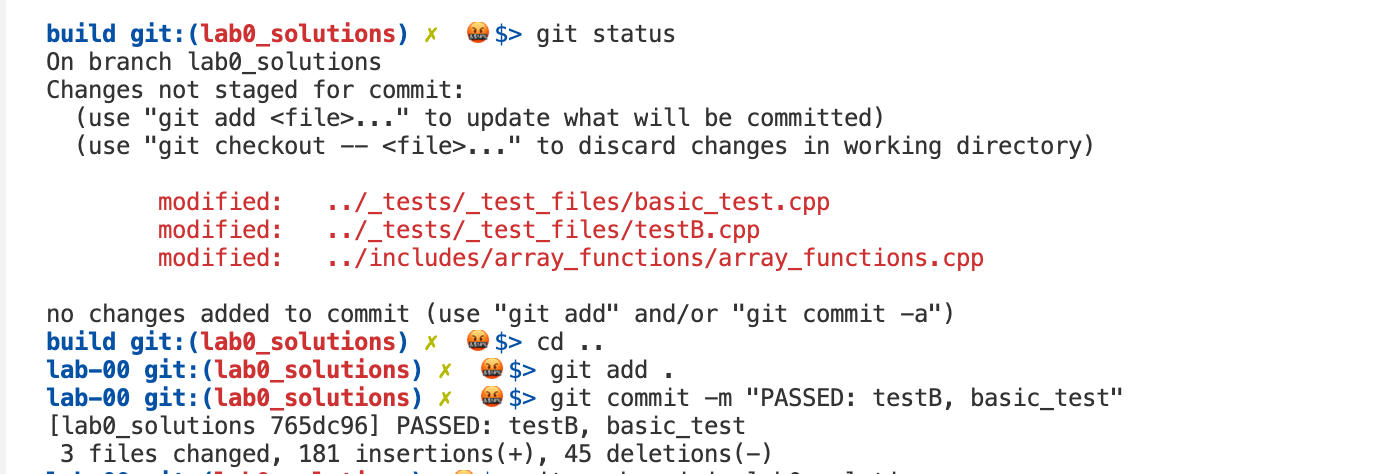 build git:(lab0_solutions) ✗ 🤬$> git status
On branch lab0_solutions
Changes not staged for commit:
(use "git add <file>..." to update what will be committed)
(use "git checkout -- <file>..." to discard changes in working directory)
modified: ../_tests/_test_files/basic_test.cpp
modified: ../_tests/_test_files/testB.cpp
modified: ../includes/array_functions/array_functions.cpp
no changes added to commit (use "git add" and/or "git commit -a")
build git:(lab0_solutions) ✗ 🤬$> cd ..
lab-00 git:(lab0_solutions) ✗ 🤬$> git add .
lab-00 git:(lab0_solutions) ✗ 🤬$> git commit -m "PASSED: testB, basic_test"
[lab0_solutions 765dc96] PASSED: testB, basic_test
3 files changed, 181 insertions(+), 45 deletions(-)